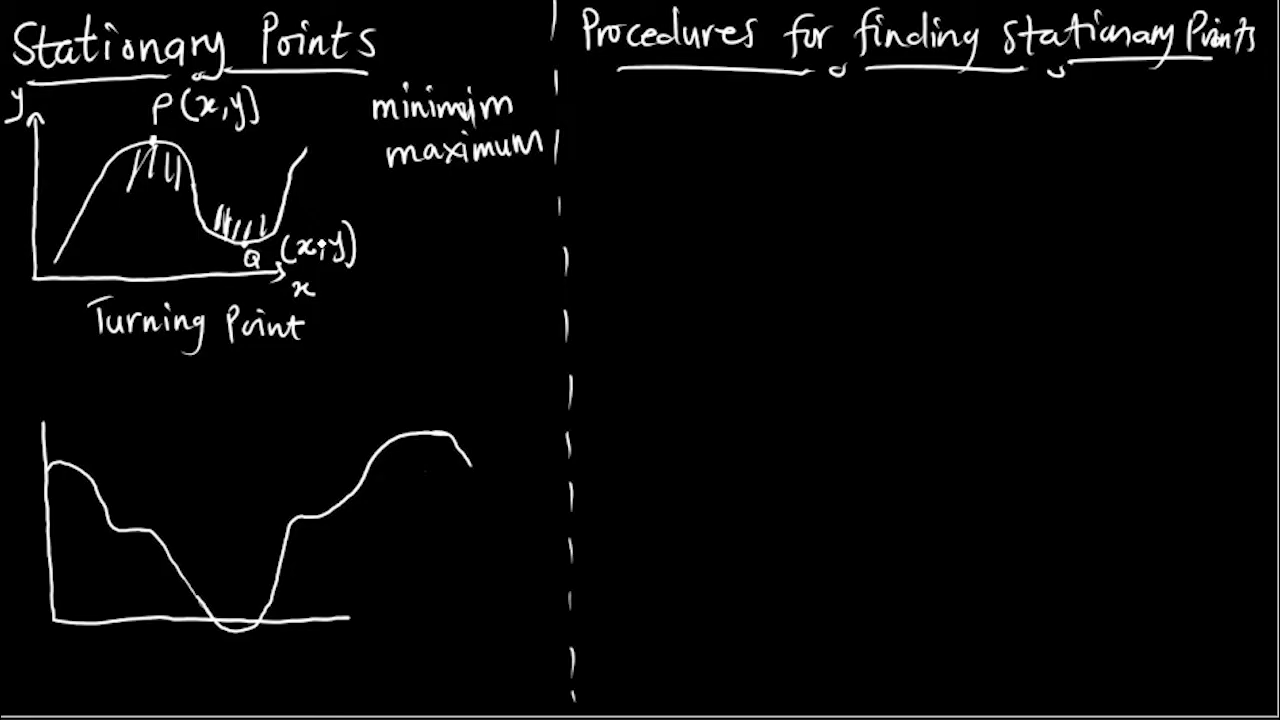 Stationary Points
y
P(x,y)
minimum
maximum
Q (x,y)
x
Turning Point
Procedures for finding Stationary Points